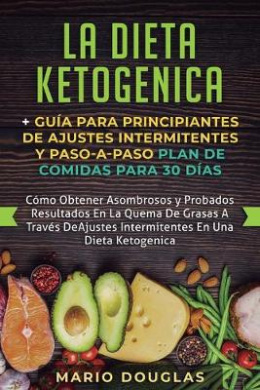 LA DIETA
KETOGENICA
+ GUÍA PARA PRINCIPIANTES
DE AJUSTES INTERMITENTES
Y PASO-A-PASO PLAN DE
COMIDAS PARA 30 DÍAS
Cómo Obtener Asombrosos y Probados
Resultados En La Quema De Grasas A
Través DeAjustes Intermitentes En Una
Dieta Ketogenica
MARIO DOUGLAS